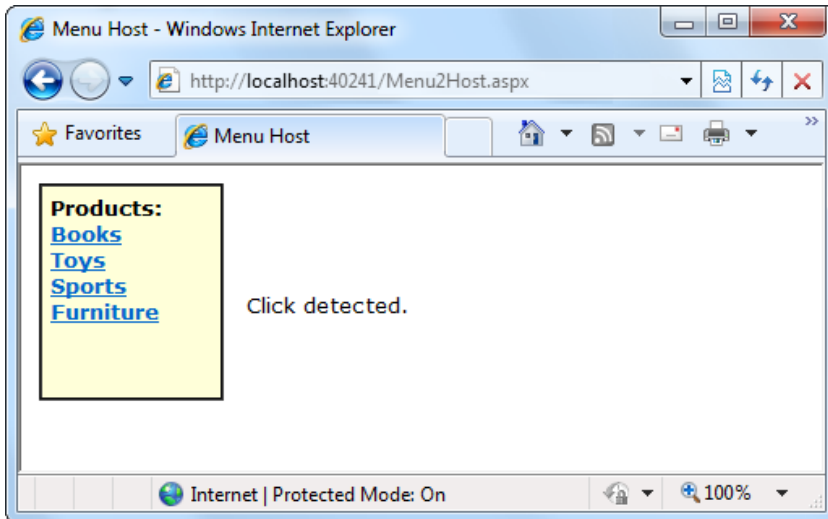 Menu Host - Windows Internet Explorer
http://localhost:40241/Menu2Host.aspx
Favorites
Menu Host
Products:
Books
Toys
Sports
Furniture
Click detected.
Internet | Protected Mode: On
100%